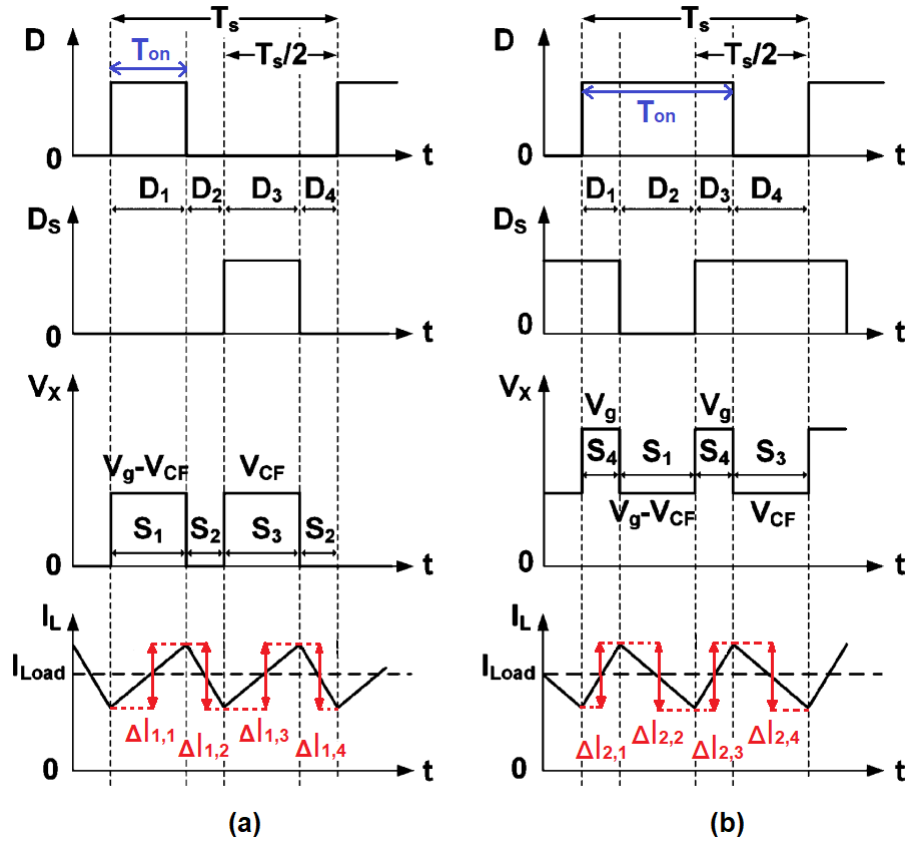 Ts
D
Ton
Ts/2
0
t
D1 D2 D3 D4
Ds
0
t
Vx
Vg-VCF
VCF
S1 S2 S3 S2
0
t
IL
ILoad
ΔI1,1 ΔI1,2 ΔI1,3 ΔI1,4
0
t
(a)
Ts
D
Ts/2
Ton
0
t
D1 D2 D3 D4
Ds
0
t
Vx
Vg Vg
S4 S1 S4 S3
Vg-VCF VCF
0
t
IL
ILoad
ΔI2,1 ΔI2,2 ΔI2,3 ΔI2,4
0
t
(b)